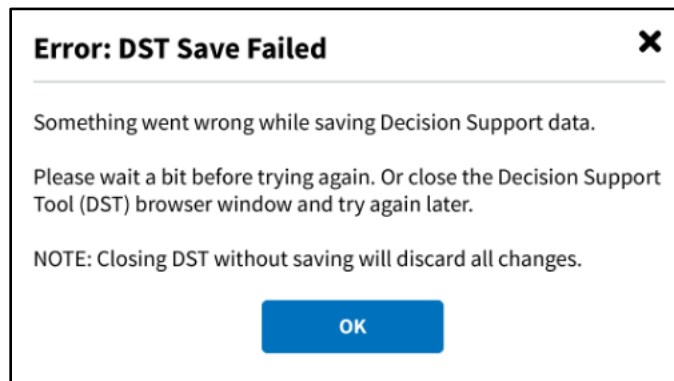 Error: DST Save Failed
Something went wrong while saving Decision Support data.
Please wait a bit before trying again. Or close the Decision Support
Tool (DST) browser window and try again later.
NOTE: Closing DST without saving will discard all changes.
OK